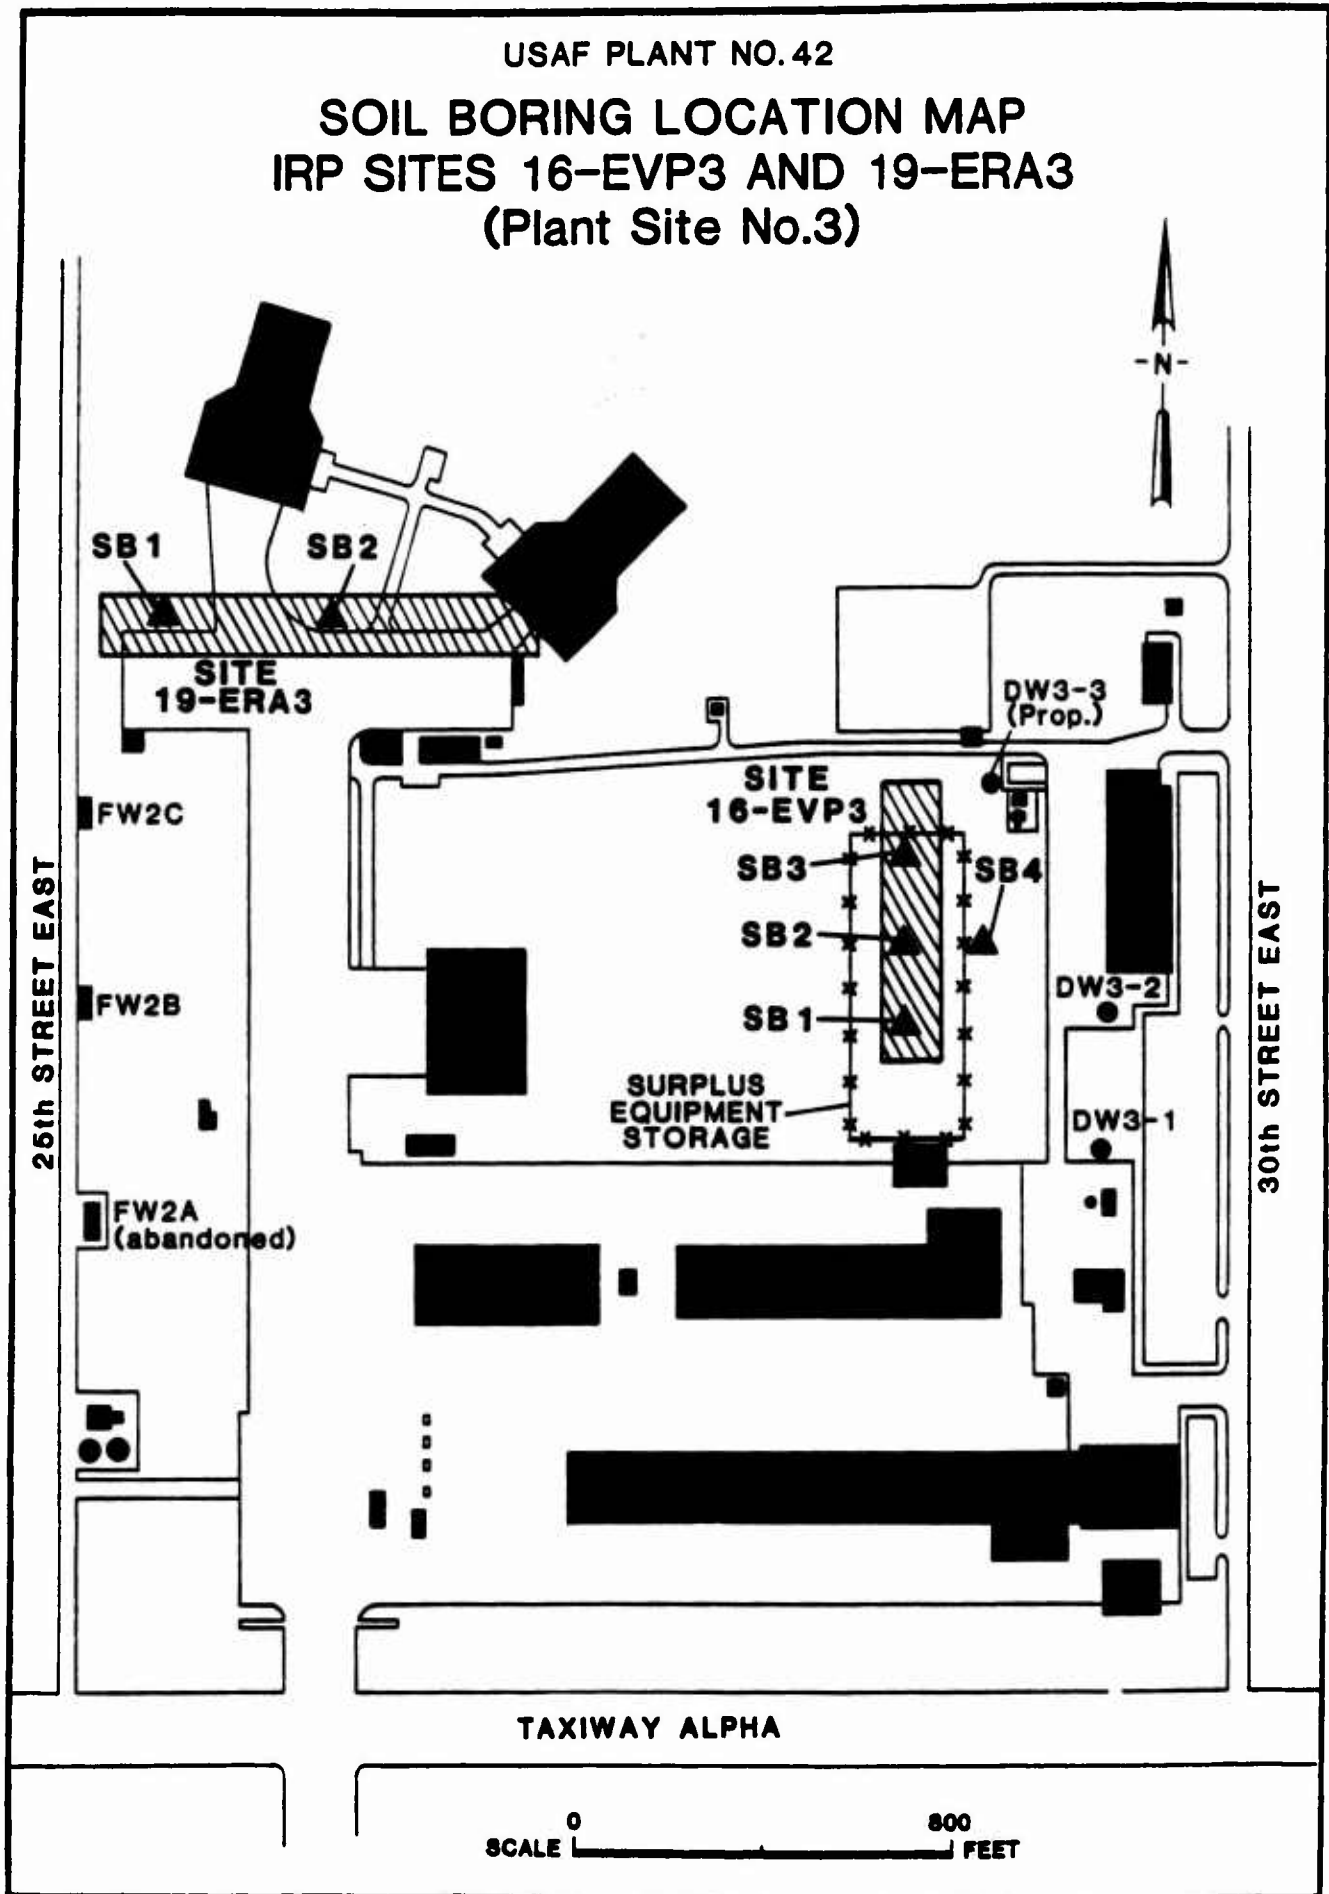 USAF PLANT NO. 42
SOIL BORING LOCATION MAP
IRP SITES 16-EVP3 AND 19-ERA3
(Plant Site No.3)
-N-
SB1
SB2
SITE
19-ERA3
DW3-3
(Prop.)
SITE
16-EVP3
FW2C
SB3
SB4
SB2
FW2B
DW3-2
SB1
SURPLUS
EQUIPMENT
STORAGE
DW3-1
25th STREET EAST
30th STREET EAST
FW2A
(abandoned)
TAXIWAY ALPHA
0 800
SCALE FEET